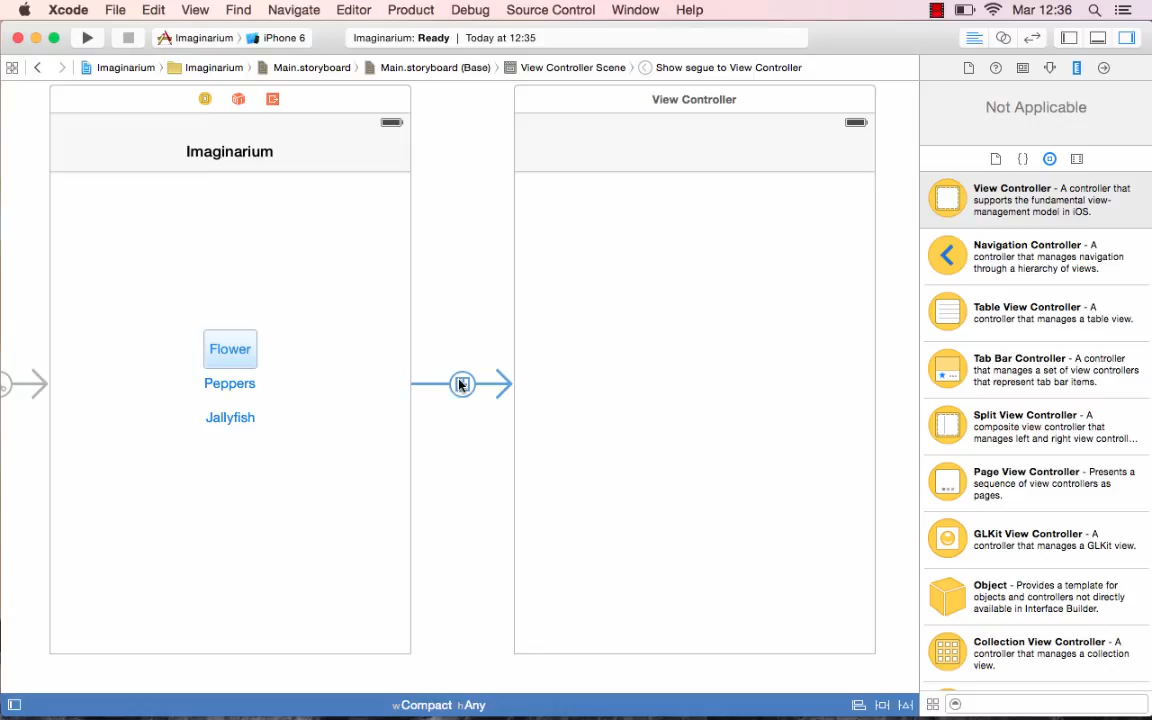 Xcode File Edit View Find Navigate Editor Product Debug Source Control Window Help Mar 12:36
Imaginarium iPhone 6 Imaginarium: Ready | Today at 12:35
Imaginarium Imaginarium Main.storyboard Main.storyboard (Base) View Controller Scene Show segue to View Controller
Not Applicable
View Controller
Imaginarium
Flower
Peppers
Jallyfish
View Controller - A controller that
supports the fundamental view-
management model in iOS.
Navigation Controller - A
controller that manages navigation
through a hierarchy of views.
Table View Controller - A
controller that manages a table view.
Tab Bar Controller - A controller
that manages a set of view controllers
that represent tab bar items.
Split View Controller - A
composite view controller that
manages left and right view controll...
Page View Controller - Presents a
sequence of view controllers as
pages.
GLKit View Controller - A
controller that manages a GLKit view.
Object - Provides a template for
objects and controllers not directly
available in Interface Builder.
Collection View Controller - A
controller that manages a collection
view.
wCompact hAny